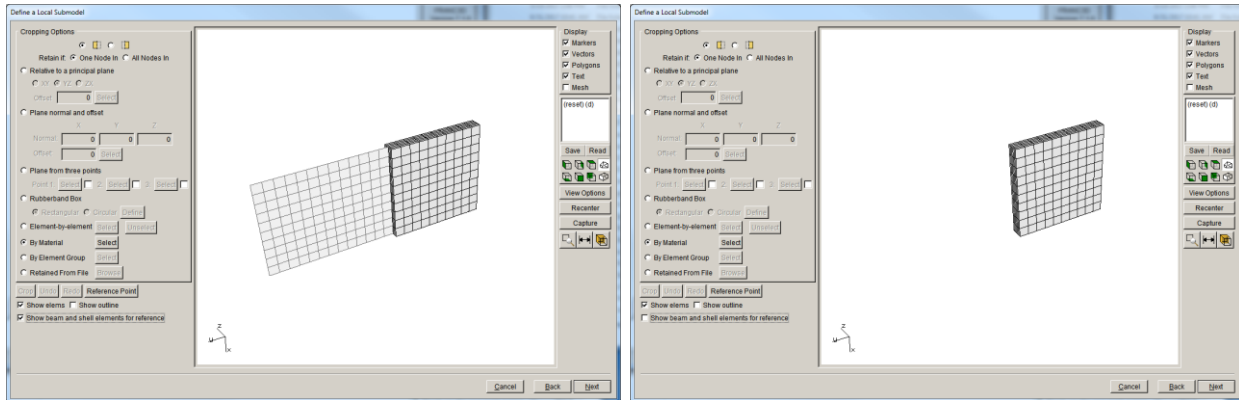 Define a Local Submodel
Cropping Options
Retain if: One Node In All Nodes In
Relative to a principal plane
XY YZ ZX
Offset 0 Select
Plane normal and offset
X Y Z
Normal 0 0 0
Offset 0 Select
Plane from three points
Point 1: Select 2: Select 3: Select
Rubberband Box
Rectangular Circular Define
Element-by-element Select Unselect
By Material Select
By Element Group Select
Retained From File Browse
Crop Undo Redo Reference Point
Show elems Show outline
Show beam and shell elements for reference
z
y
x
Display
Markers
Vectors
Polygons
Text
Mesh
(reset) (d)
Save Read
View Options
Recenter
Capture
Cancel Back Next
Define a Local Submodel
Cropping Options
Retain if: One Node In All Nodes In
Relative to a principal plane
XY YZ ZX
Offset 0 Select
Plane normal and offset
X Y Z
Normal 0 0 0
Offset 0 Select
Plane from three points
Point 1: Select 2: Select 3: Select
Rubberband Box
Rectangular Circular Define
Element-by-element Select Unselect
By Material Select
By Element Group Select
Retained From File Browse
Crop Undo Redo Reference Point
Show elems Show outline
Show beam and shell elements for reference
z
y
x
Display
Markers
Vectors
Polygons
Text
Mesh
(reset) (d)
Save Read
View Options
Recenter
Capture
Cancel Back Next